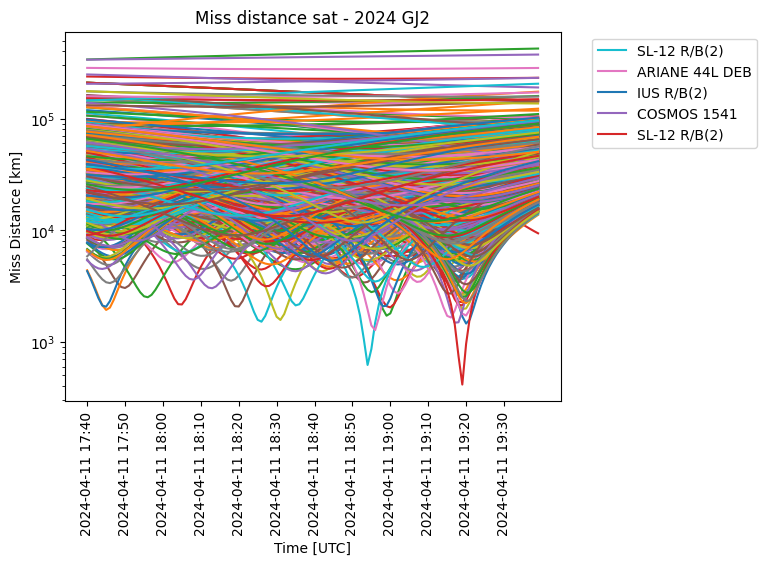 Miss distance sat - 2024 GJ2
Miss Distance [km]
10^5
10^4
10^3
2024-04-11 17:40
2024-04-11 17:50
2024-04-11 18:00
2024-04-11 18:10
2024-04-11 18:20
2024-04-11 18:30
2024-04-11 18:40
2024-04-11 18:50
2024-04-11 19:00
2024-04-11 19:10
2024-04-11 19:20
2024-04-11 19:30
Time [UTC]
SL-12 R/B(2)
ARIANE 44L DEB
IUS R/B(2)
COSMOS 1541
SL-12 R/B(2)